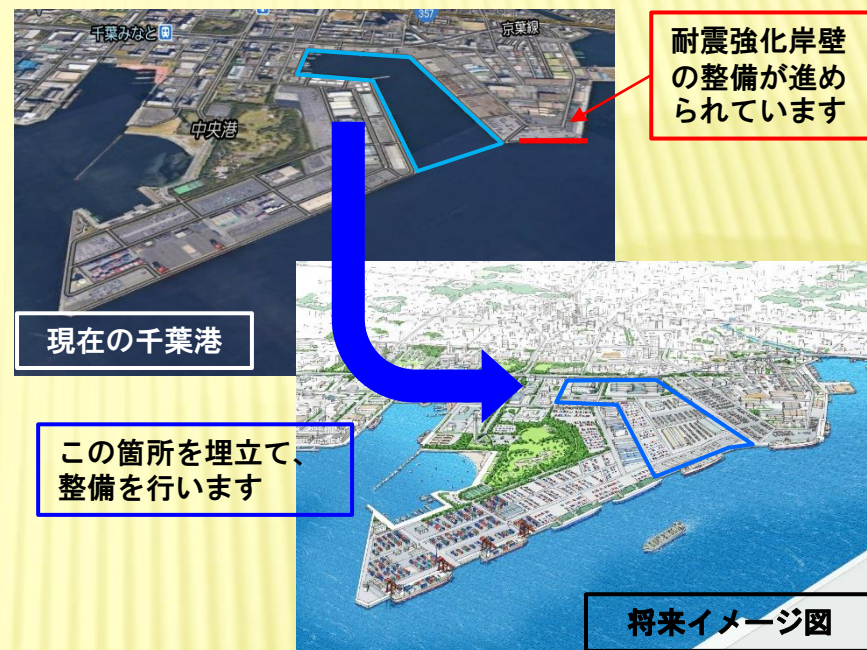 千葉みなと
357
京葉線
中央港
耐震強化岸壁
の整備が進め
られています
現在の千葉港
この箇所を埋立て、
整備を行います
将来イメージ図